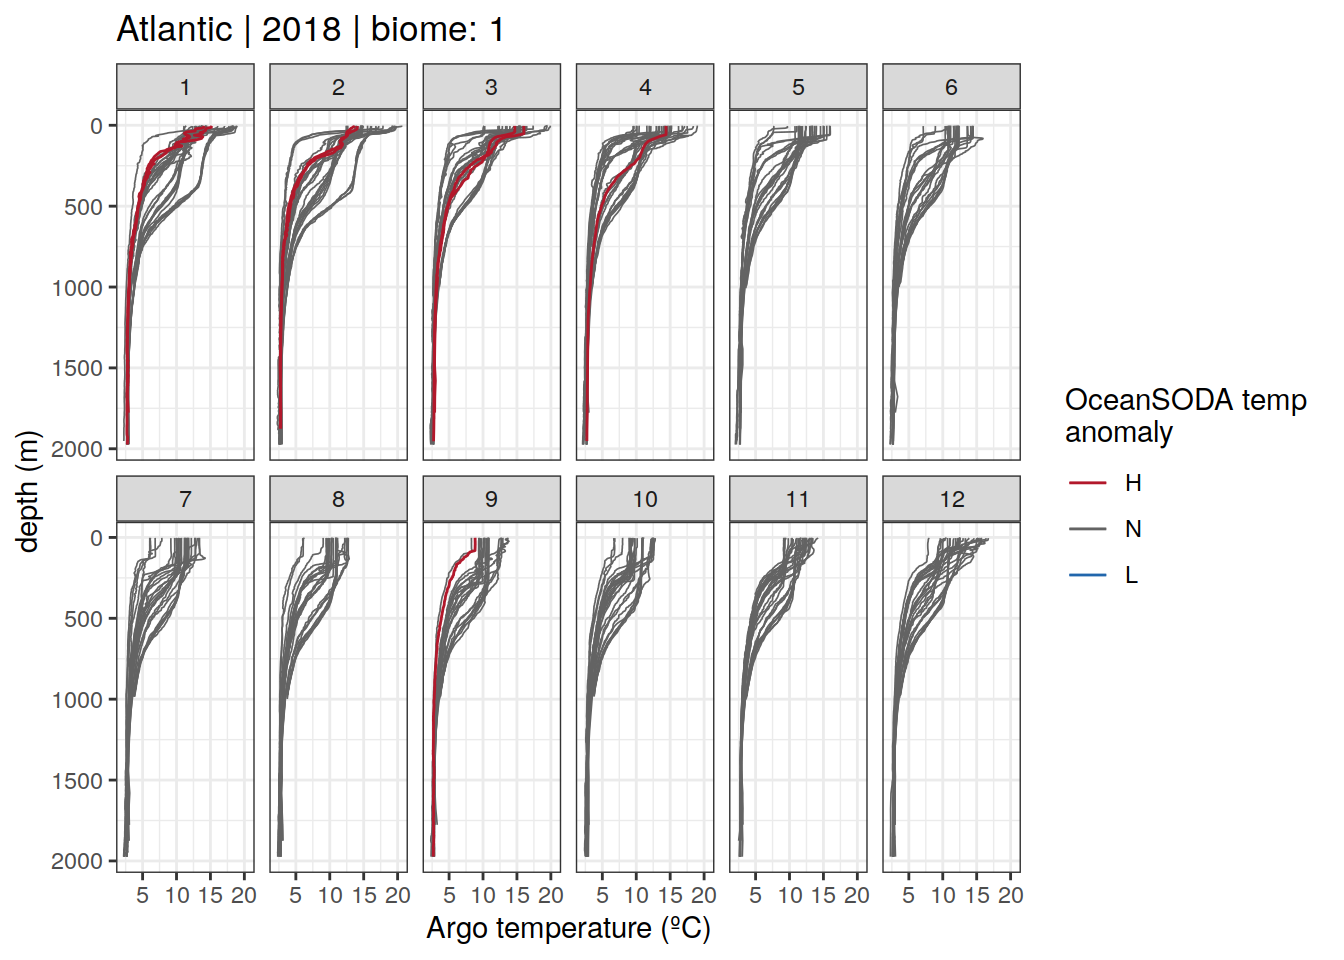 Atlantic | 2018 | biome: 1
1 2 3 4 5 6
0
500
1000
1500
2000
7 8 9 10 11 12
0
500
1000
1500
2000
5 10 15 20 5 10 15 20 5 10 15 20 5 10 15 20 5 10 15 20 5 10 15 20
Argo temperature (ºC)
depth (m)
OceanSODA temp
anomaly
H
N
L